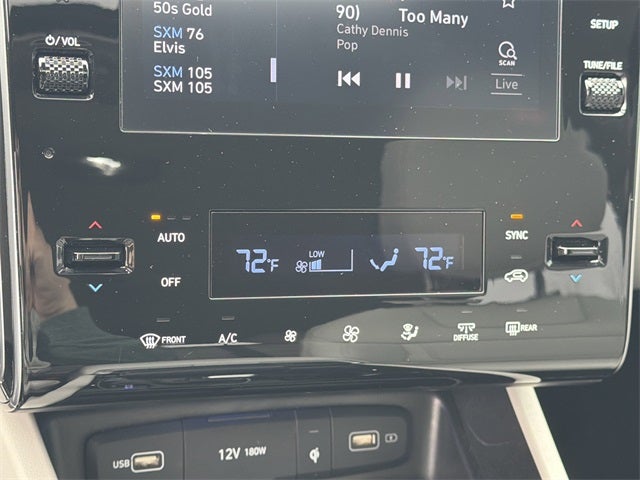 50s Gold
SXM 76
Elvis
SXM 105
SXM 105
90) Too Many
Cathy Dennis
Pop
SCAN
Live
SETUP
/VOL
TUNE/FILE
AUTO
OFF
72°F
LOW
72°F
SYNC
FRONT
A/C
DIFFUSE
REAR
USB
12V 180W